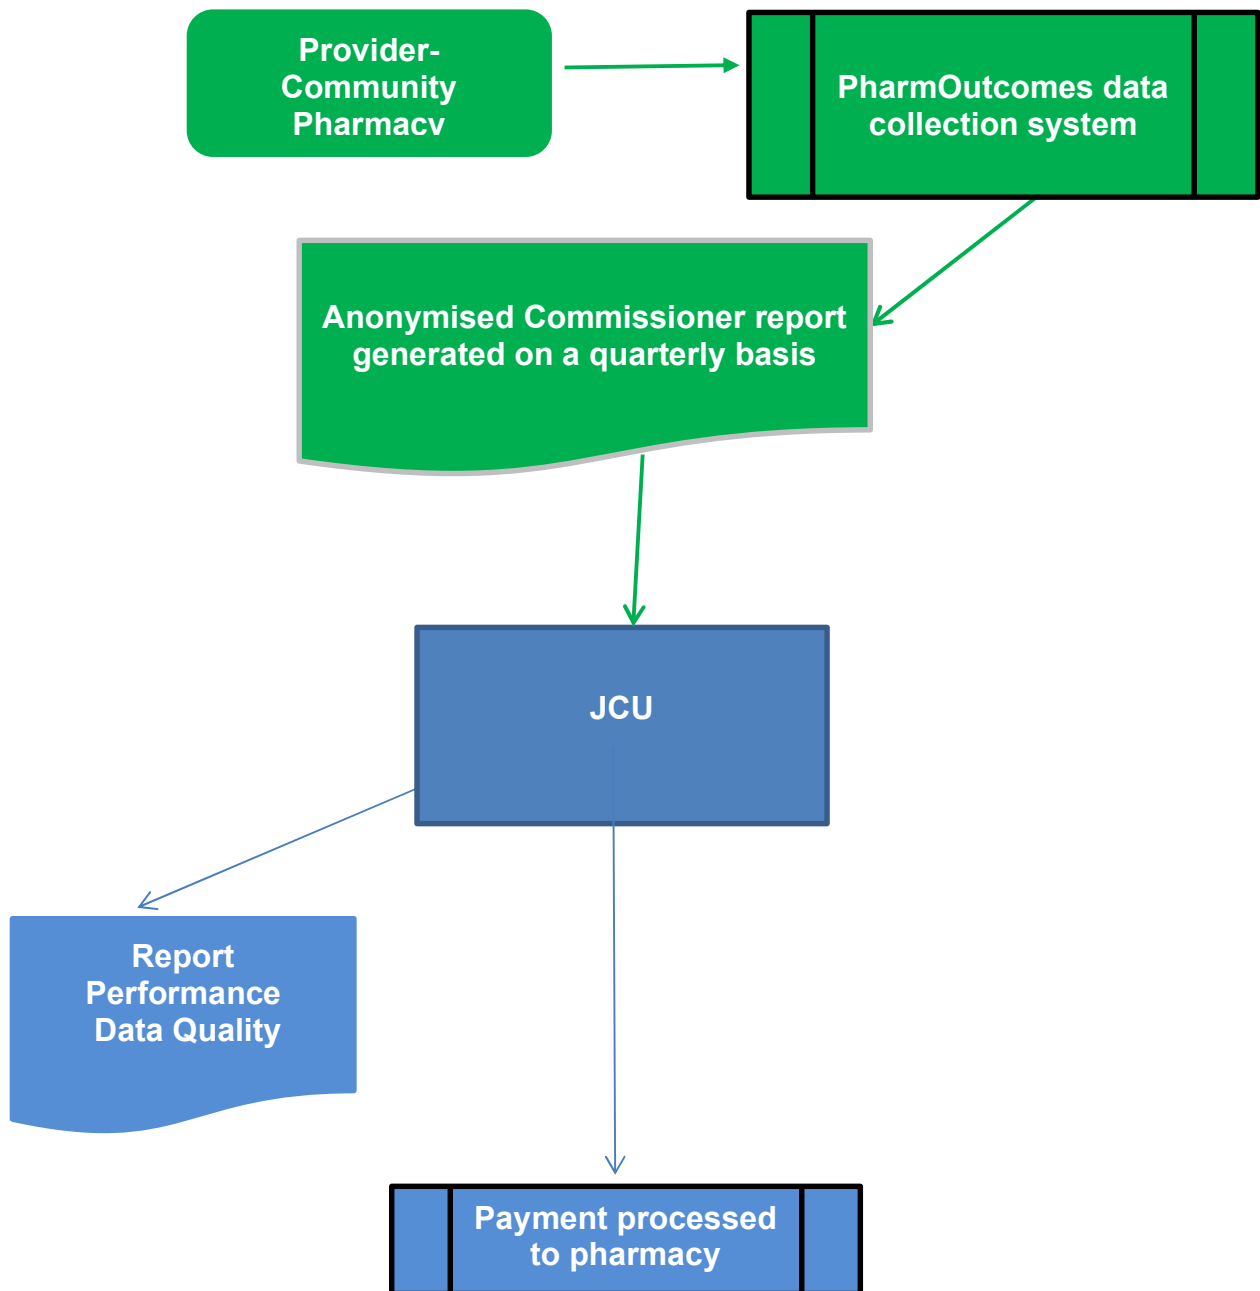 Provider-
Community
Pharmacy
PharmOutcomes data
collection system
Anonymised Commissioner report
generated on a quarterly basis
JCU
Report
Performance
Data Quality
Payment processed
to pharmacy